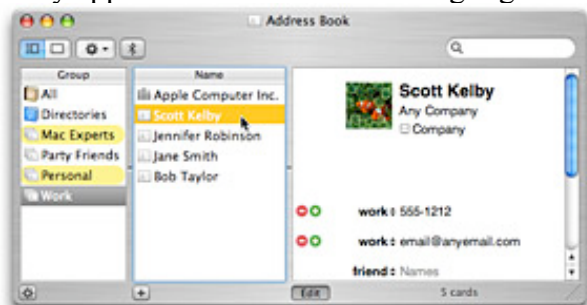 Address Book
Group
All
Directories
Mac Experts
Party Friends
Personal
Work
Name
Apple Computer Inc.
Scott Kelby
Jennifer Robinson
Jane Smith
Bob Taylor
Scott Kelby
Any Company
Company
work 555-1212
work email@anyemail.com
friend Names
Edit
5 cards